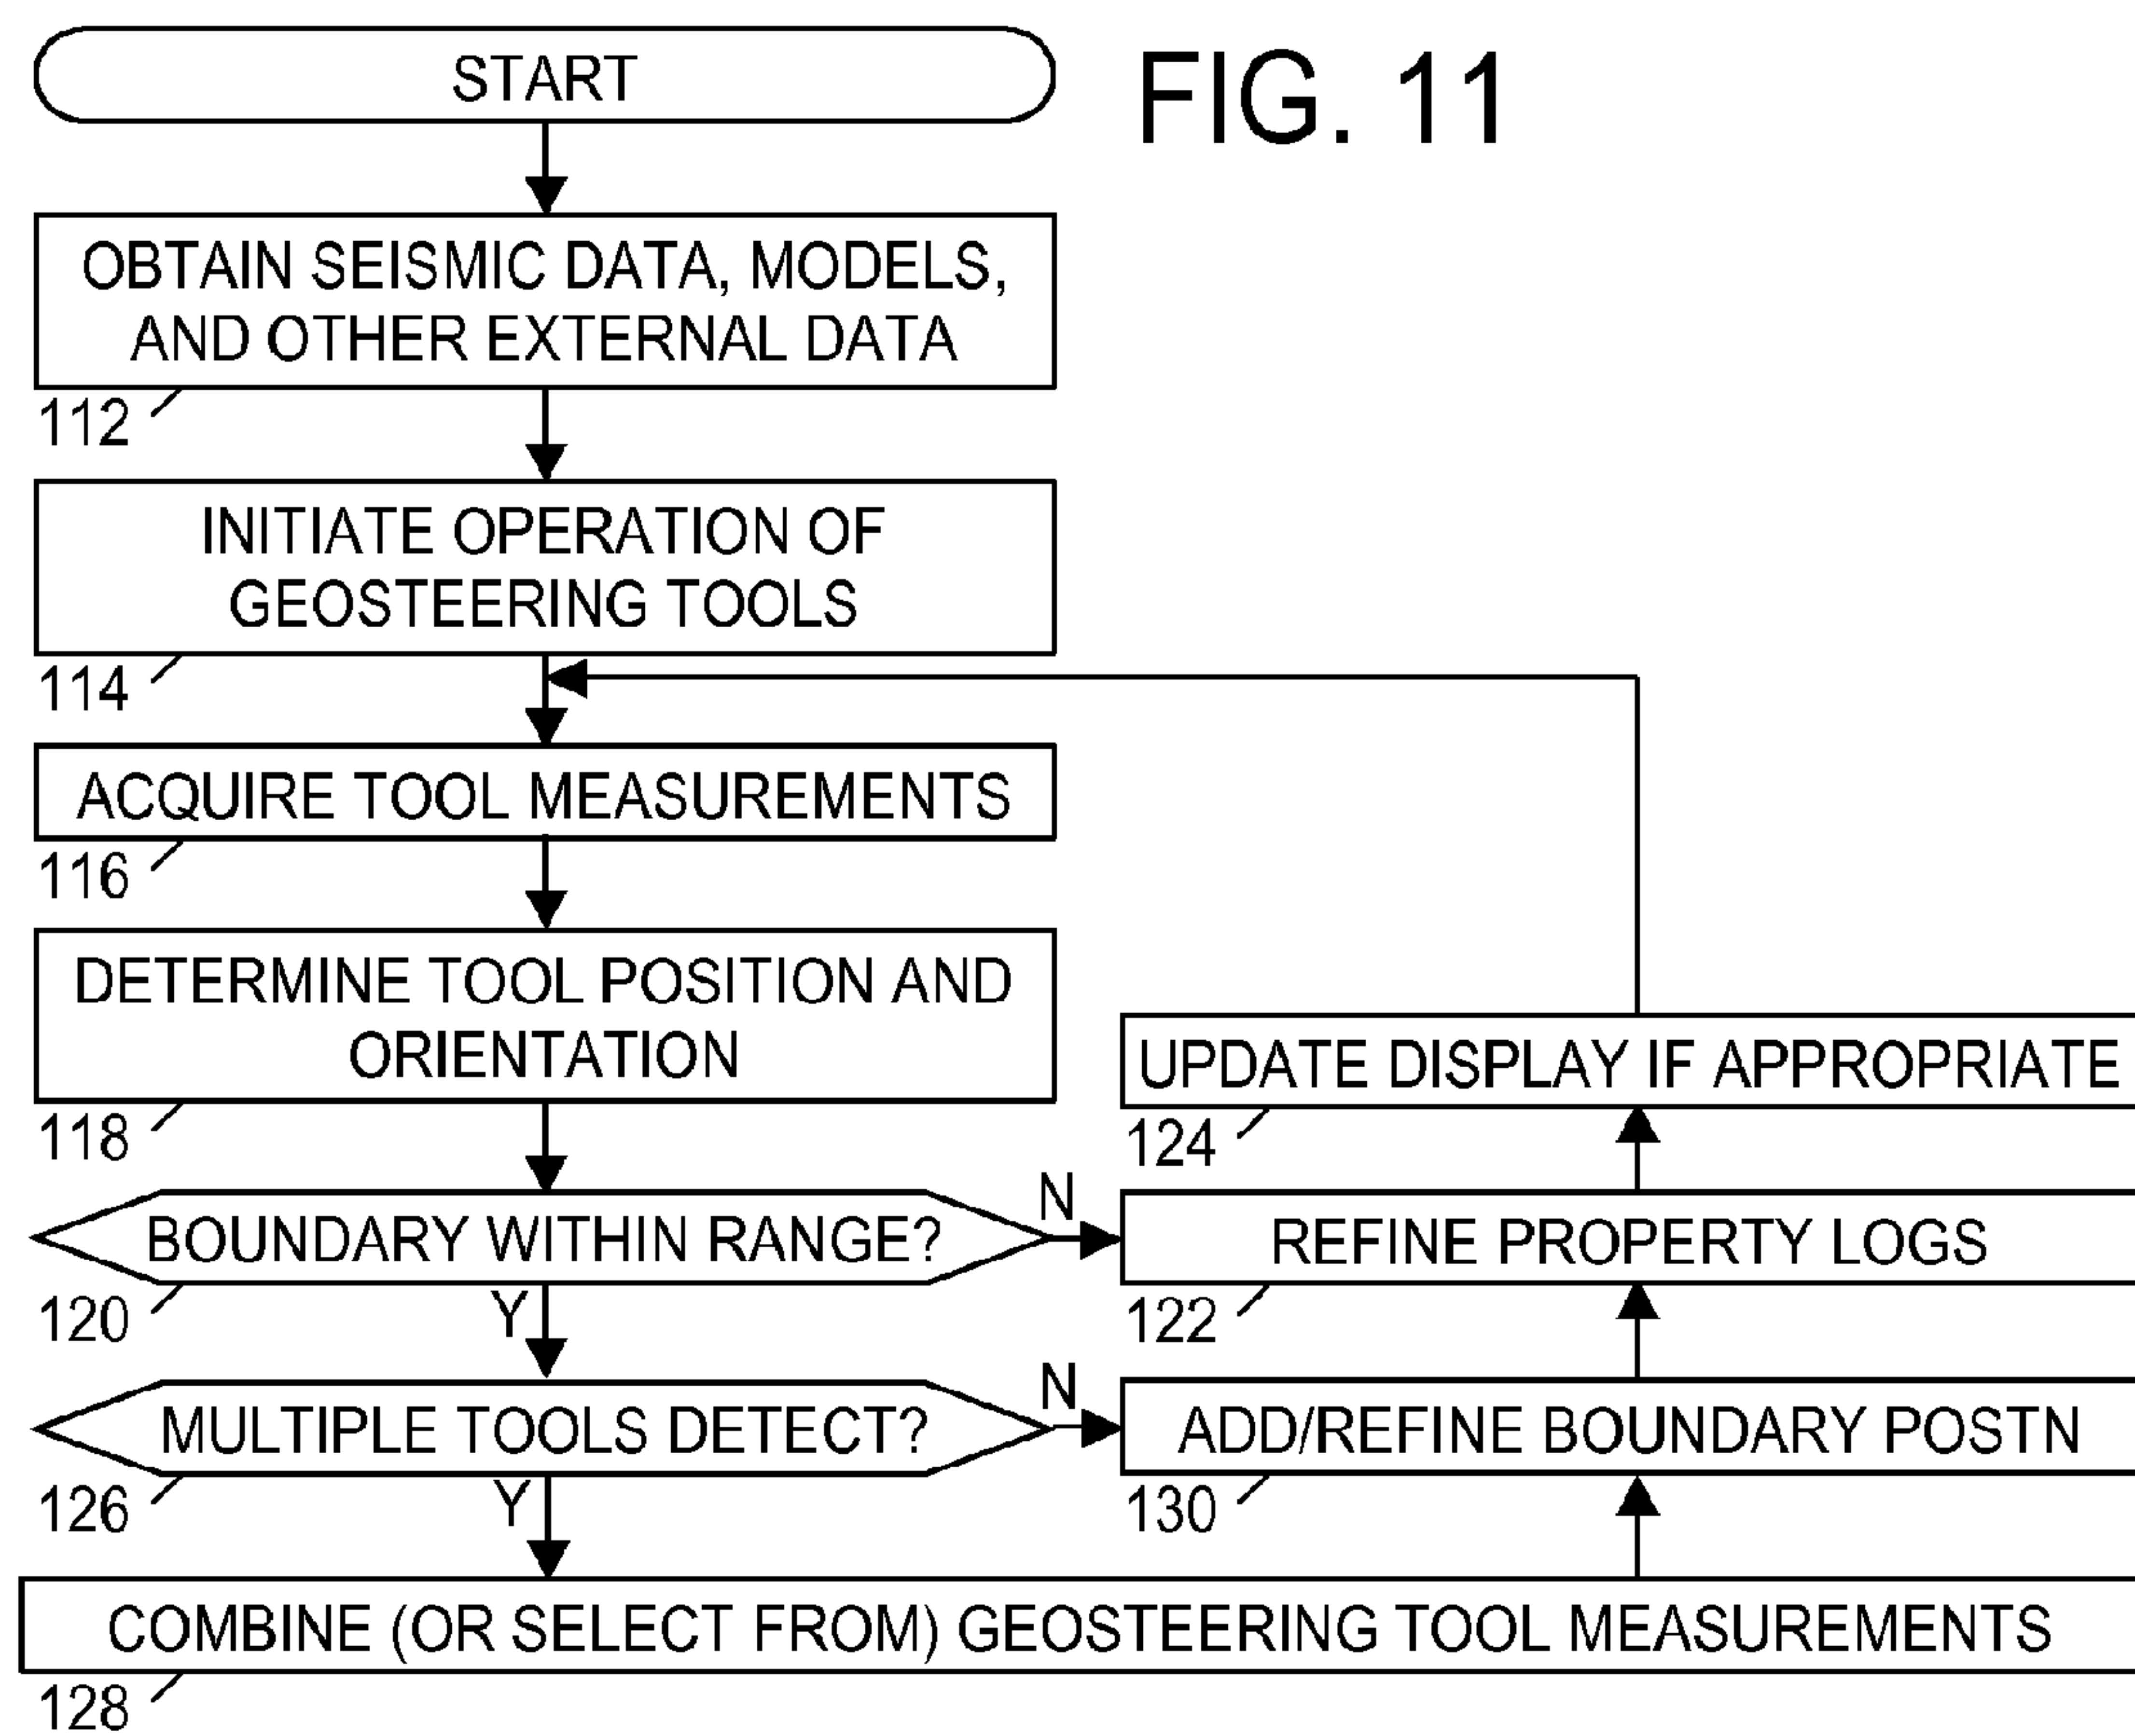 START
FIG. 11
OBTAIN SEISMIC DATA, MODELS,
AND OTHER EXTERNAL DATA
112
INITIATE OPERATION OF
GEOSTEERING TOOLS
114
ACQUIRE TOOL MEASUREMENTS
116
DETERMINE TOOL POSITION AND
ORIENTATION
118
UPDATE DISPLAY IF APPROPRIATE
124
BOUNDARY WITHIN RANGE?
N
REFINE PROPERTY LOGS
120
Y
122
MULTIPLE TOOLS DETECT?
N
ADD/REFINE BOUNDARY POSTN
126
Y
130
COMBINE (OR SELECT FROM) GEOSTEERING TOOL MEASUREMENTS
128